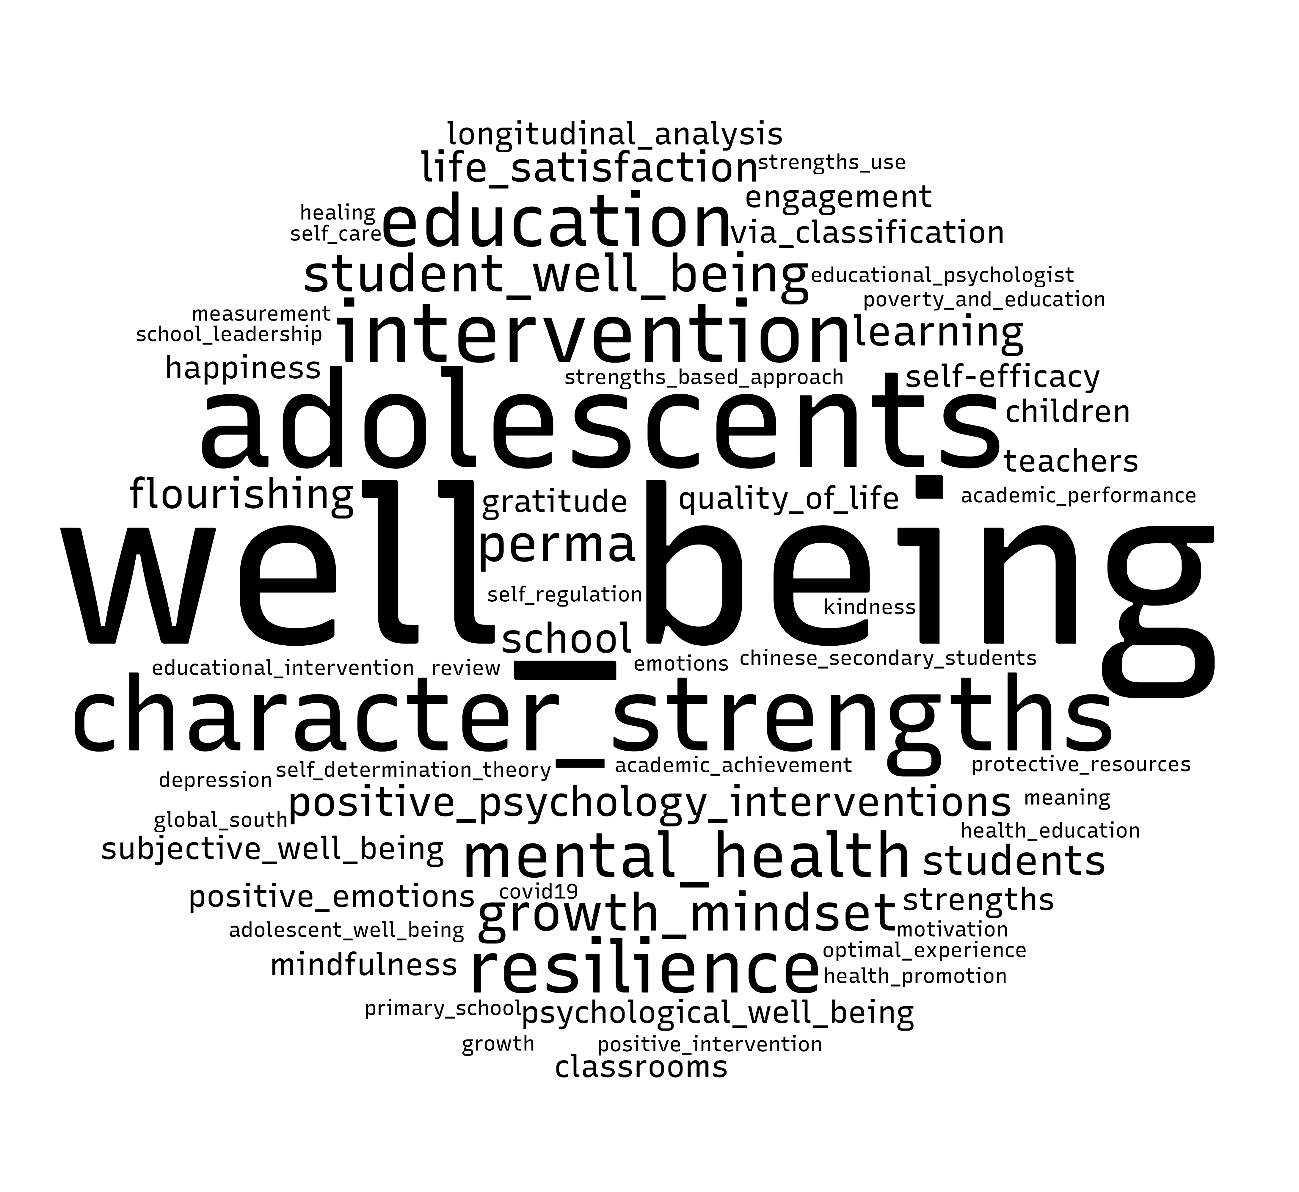 longitudinal_analysis
life_satisfaction strengths_use
engagement
healing education
self_care via_classification
student_well_being educational_psychologist
poverty_and_education
measurement intervention learning
school_leadership
happiness strengths_based_approach self-efficacy
adolescents children
teachers
flourishing gratitude quality_of_life academic_performance
perma
well_being
self_regulation kindness
school
educational_intervention review emotions chinese_secondary_students
character_strengths
depression self_determination_theory academic_achievement protective_resources
positive_psychology_interventions meaning
global_south health_education
subjective_well_being mental_health students
positive_emotions covid19 growth_mindset strengths
adolescent_well_being motivation
mindfulness resilience optimal_experience
health_promotion
primary_school psychological_well_being
growth positive_intervention
classrooms